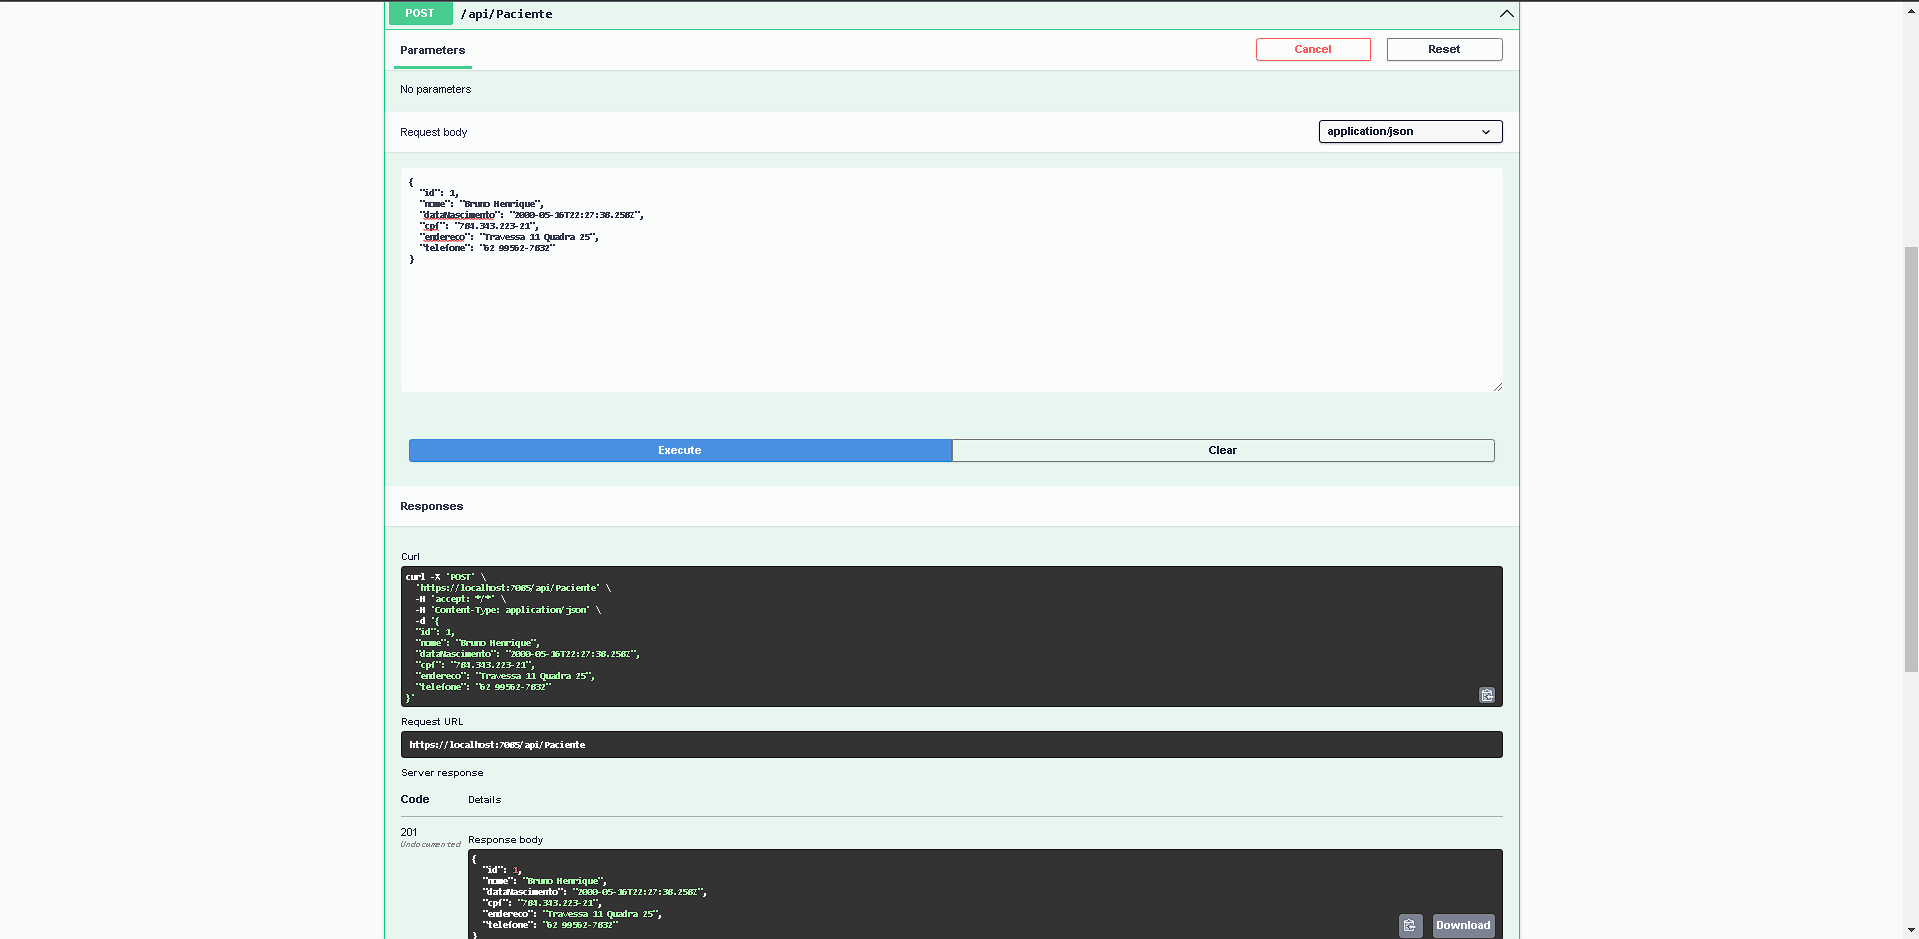 POST /api/Paciente
Parameters
Cancel
Reset
No parameters
Request body
application/json
{
"id": 1,
"nome": "Bruno Henrique",
"dataNascimento": "2000-05-16T22:27:38.258Z",
"cpf": "784.343.223-21",
"endereco": "Travessa 11 Quadra 25",
"telefone": "62 99562-7832"
}
Execute
Clear
Responses
Curl
curl -X 'POST' \
'https://localhost:7085/api/Paciente' \
-H 'accept: */*' \
-H 'Content-Type: application/json' \
-d '{
"id": 1,
"nome": "Bruno Henrique",
"dataNascimento": "2000-05-16T22:27:38.258Z",
"cpf": "784.343.223-21",
"endereco": "Travessa 11 Quadra 25",
"telefone": "62 99562-7832"
}'
Request URL
https://localhost:7085/api/Paciente
Server response
Code
Details
201
Undocumented
Response body
{
"id": 1,
"nome": "Bruno Henrique",
"dataNascimento": "2000-05-16T22:27:38.258Z",
"cpf": "784.343.223-21",
"endereco": "Travessa 11 Quadra 25",
"telefone": "62 99562-7832"
}
Download